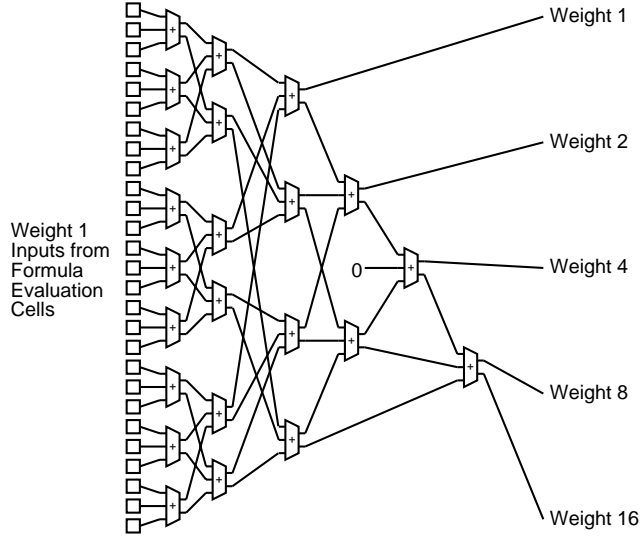 Weight 1
+
+
+
+
Weight 2
+
+
+
+
+
+
Weight 1
Inputs from
Formula
Evaluation
Cells
+
+
0
+
Weight 4
+
+
+
+
+
+
Weight 8
+
+
+
+
+
Weight 16